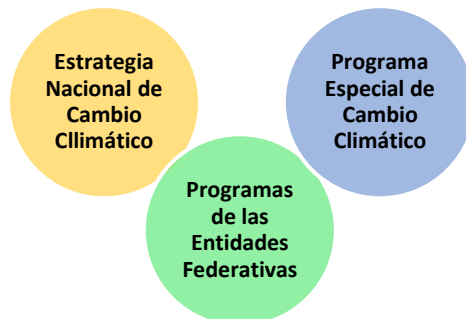 Estrategia
Nacional de
Cambio
Cllimático
Programa
Especial de
Cambio
Climático
Programas
de las
Entidades
Federativas